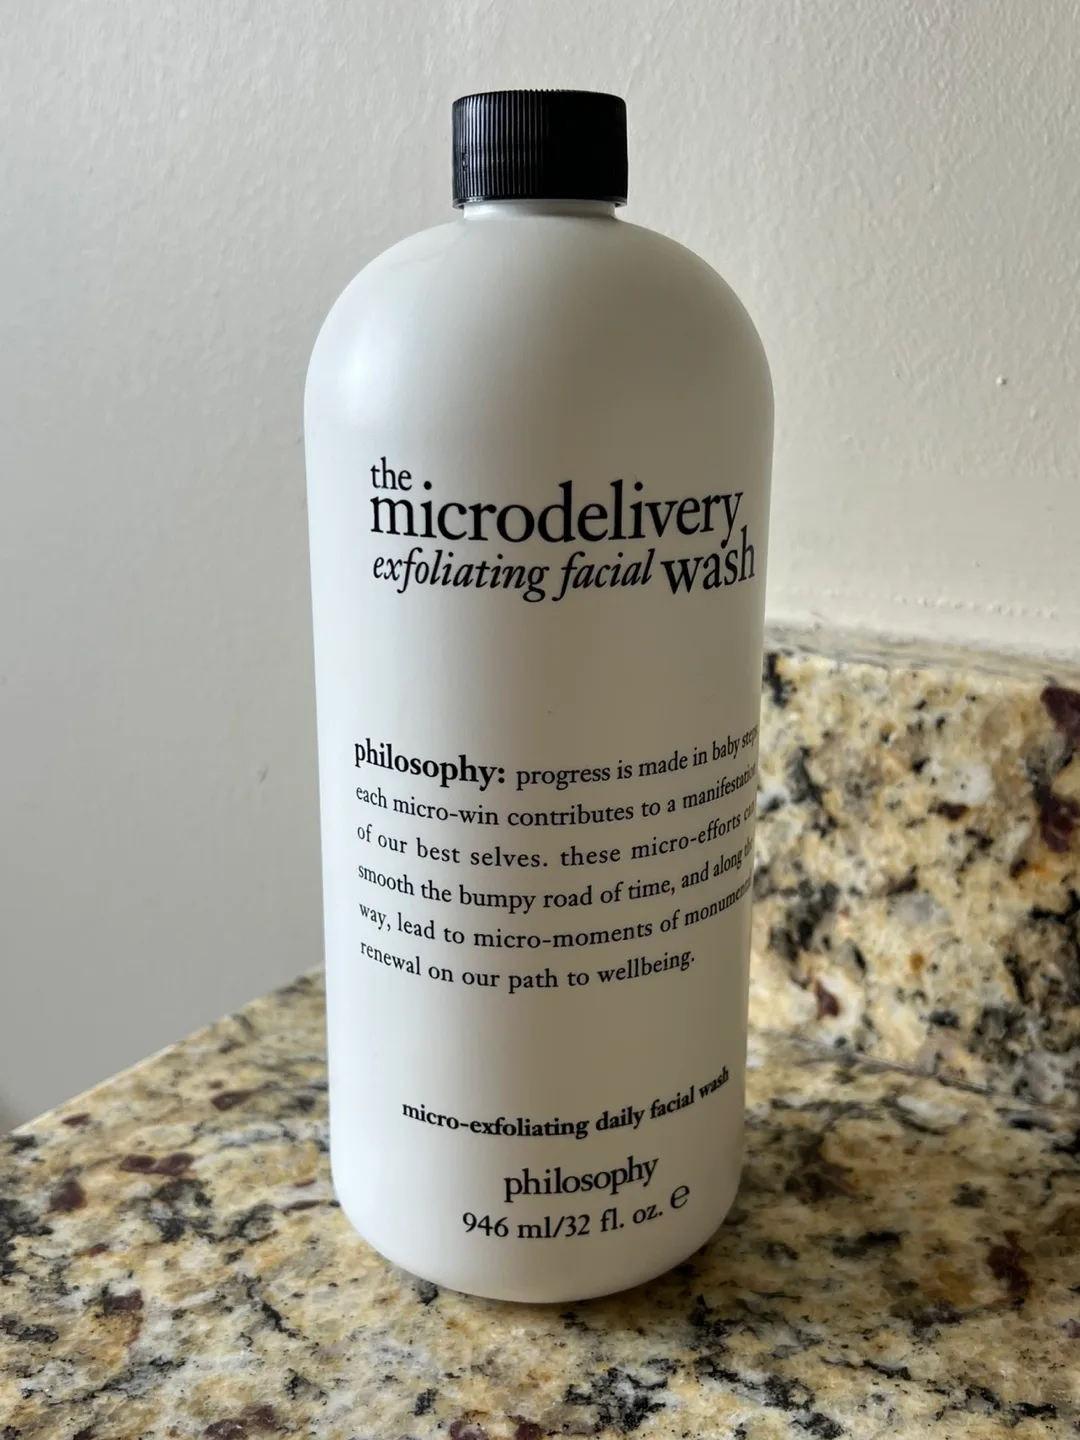 the
microdelivery
exfoliating facial wash
philosophy: progress is made in baby
each micro-win contributes to a
of our best selves. these micro-efforts
smooth the bumpy road of time, and along
way, lead to micro-moments of
renewal on our path to wellbeing.
micro-exfoliating daily facial wash
philosophy
946 ml/32 fl. oz. ℮